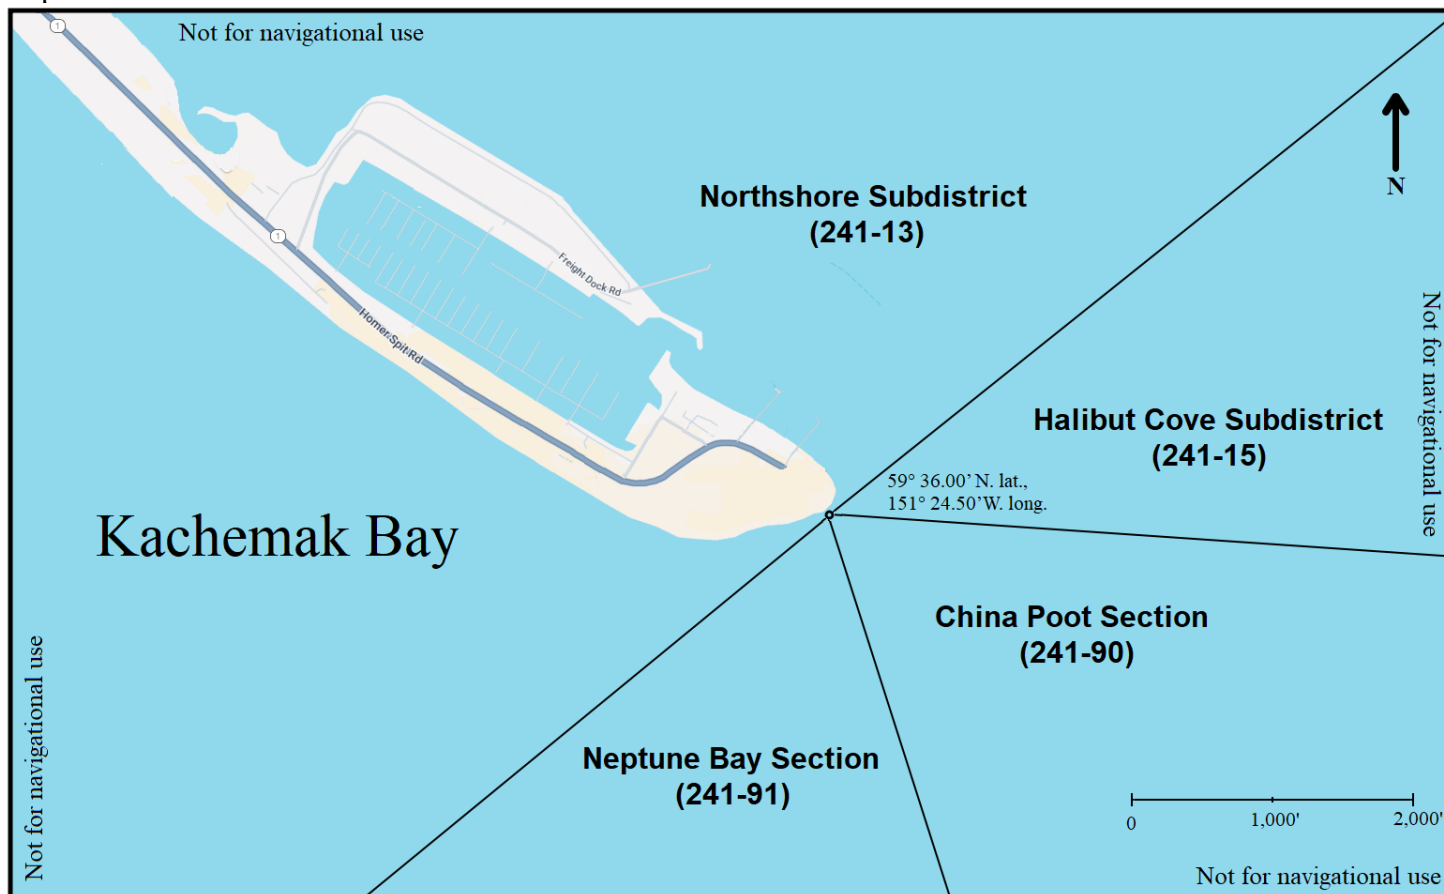 Not for navigational use
1
N
Northshore Subdistrict
(241-13)
1
Freight Dock Rd
Homer Spit Rd
Not for navigational use
Halibut Cove Subdistrict
(241-15)
59° 36.00' N. lat.,
151° 24.50'W. long.
Kachemak Bay
China Poot Section
(241-90)
Neptune Bay Section
(241-91)
Not for navigational use
0
1,000'
2,000'
Not for navigational use